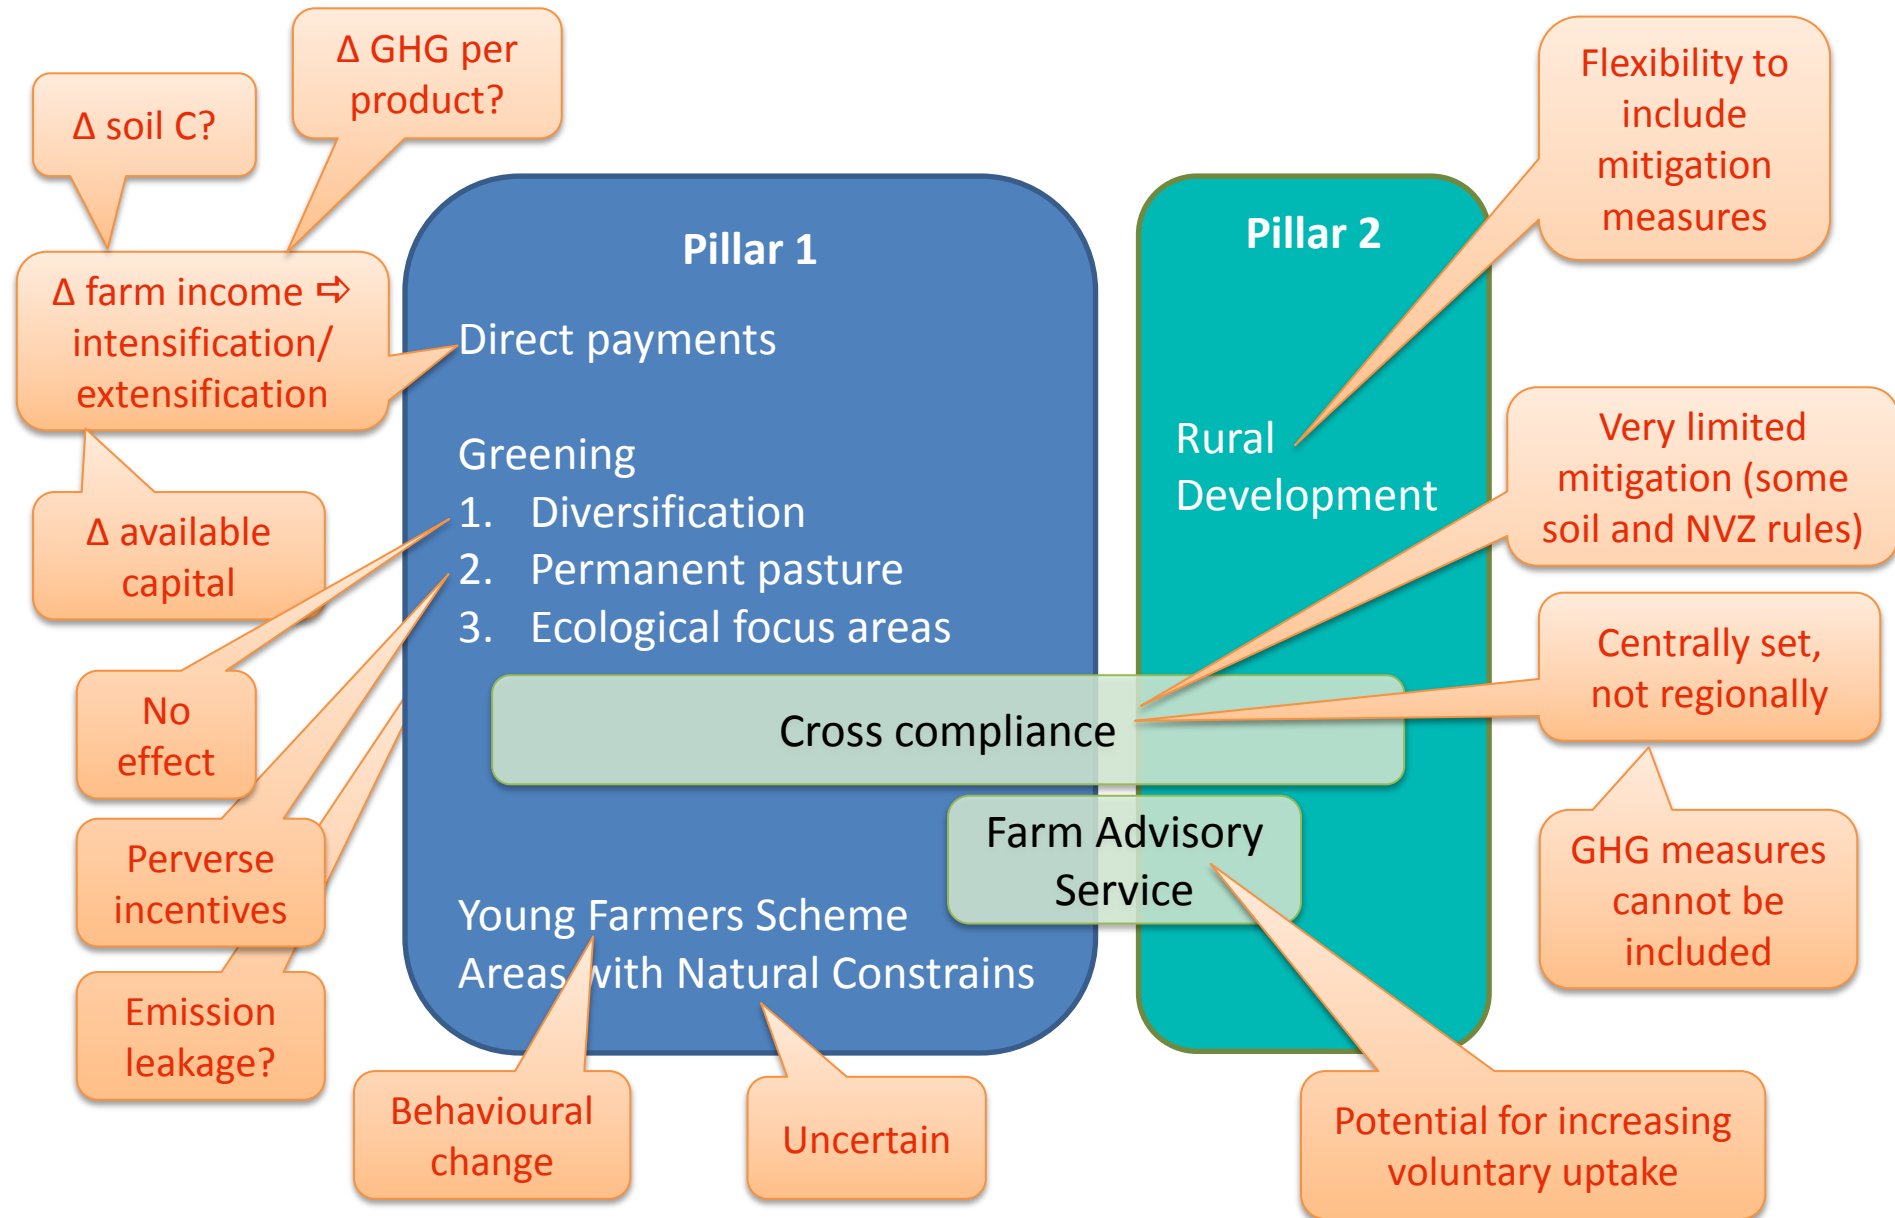 Δ GHG per
product?
Δ soil C?
Δ farm income ⇨
intensification/
extensification
Δ available
capital
No
effect
Perverse
incentives
Emission
leakage?
Pillar 1
Direct payments
Greening
1. Diversification
2. Permanent pasture
3. Ecological focus areas
Cross compliance
Farm Advisory
Service
Young Farmers Scheme
Areas with Natural Constrains
Behavioural
change
Uncertain
Pillar 2
Rural
Development
Flexibility to
include
mitigation
measures
Very limited
mitigation (some
soil and NVZ rules)
Centrally set,
not regionally
GHG measures
cannot be
included
Potential for increasing
voluntary uptake